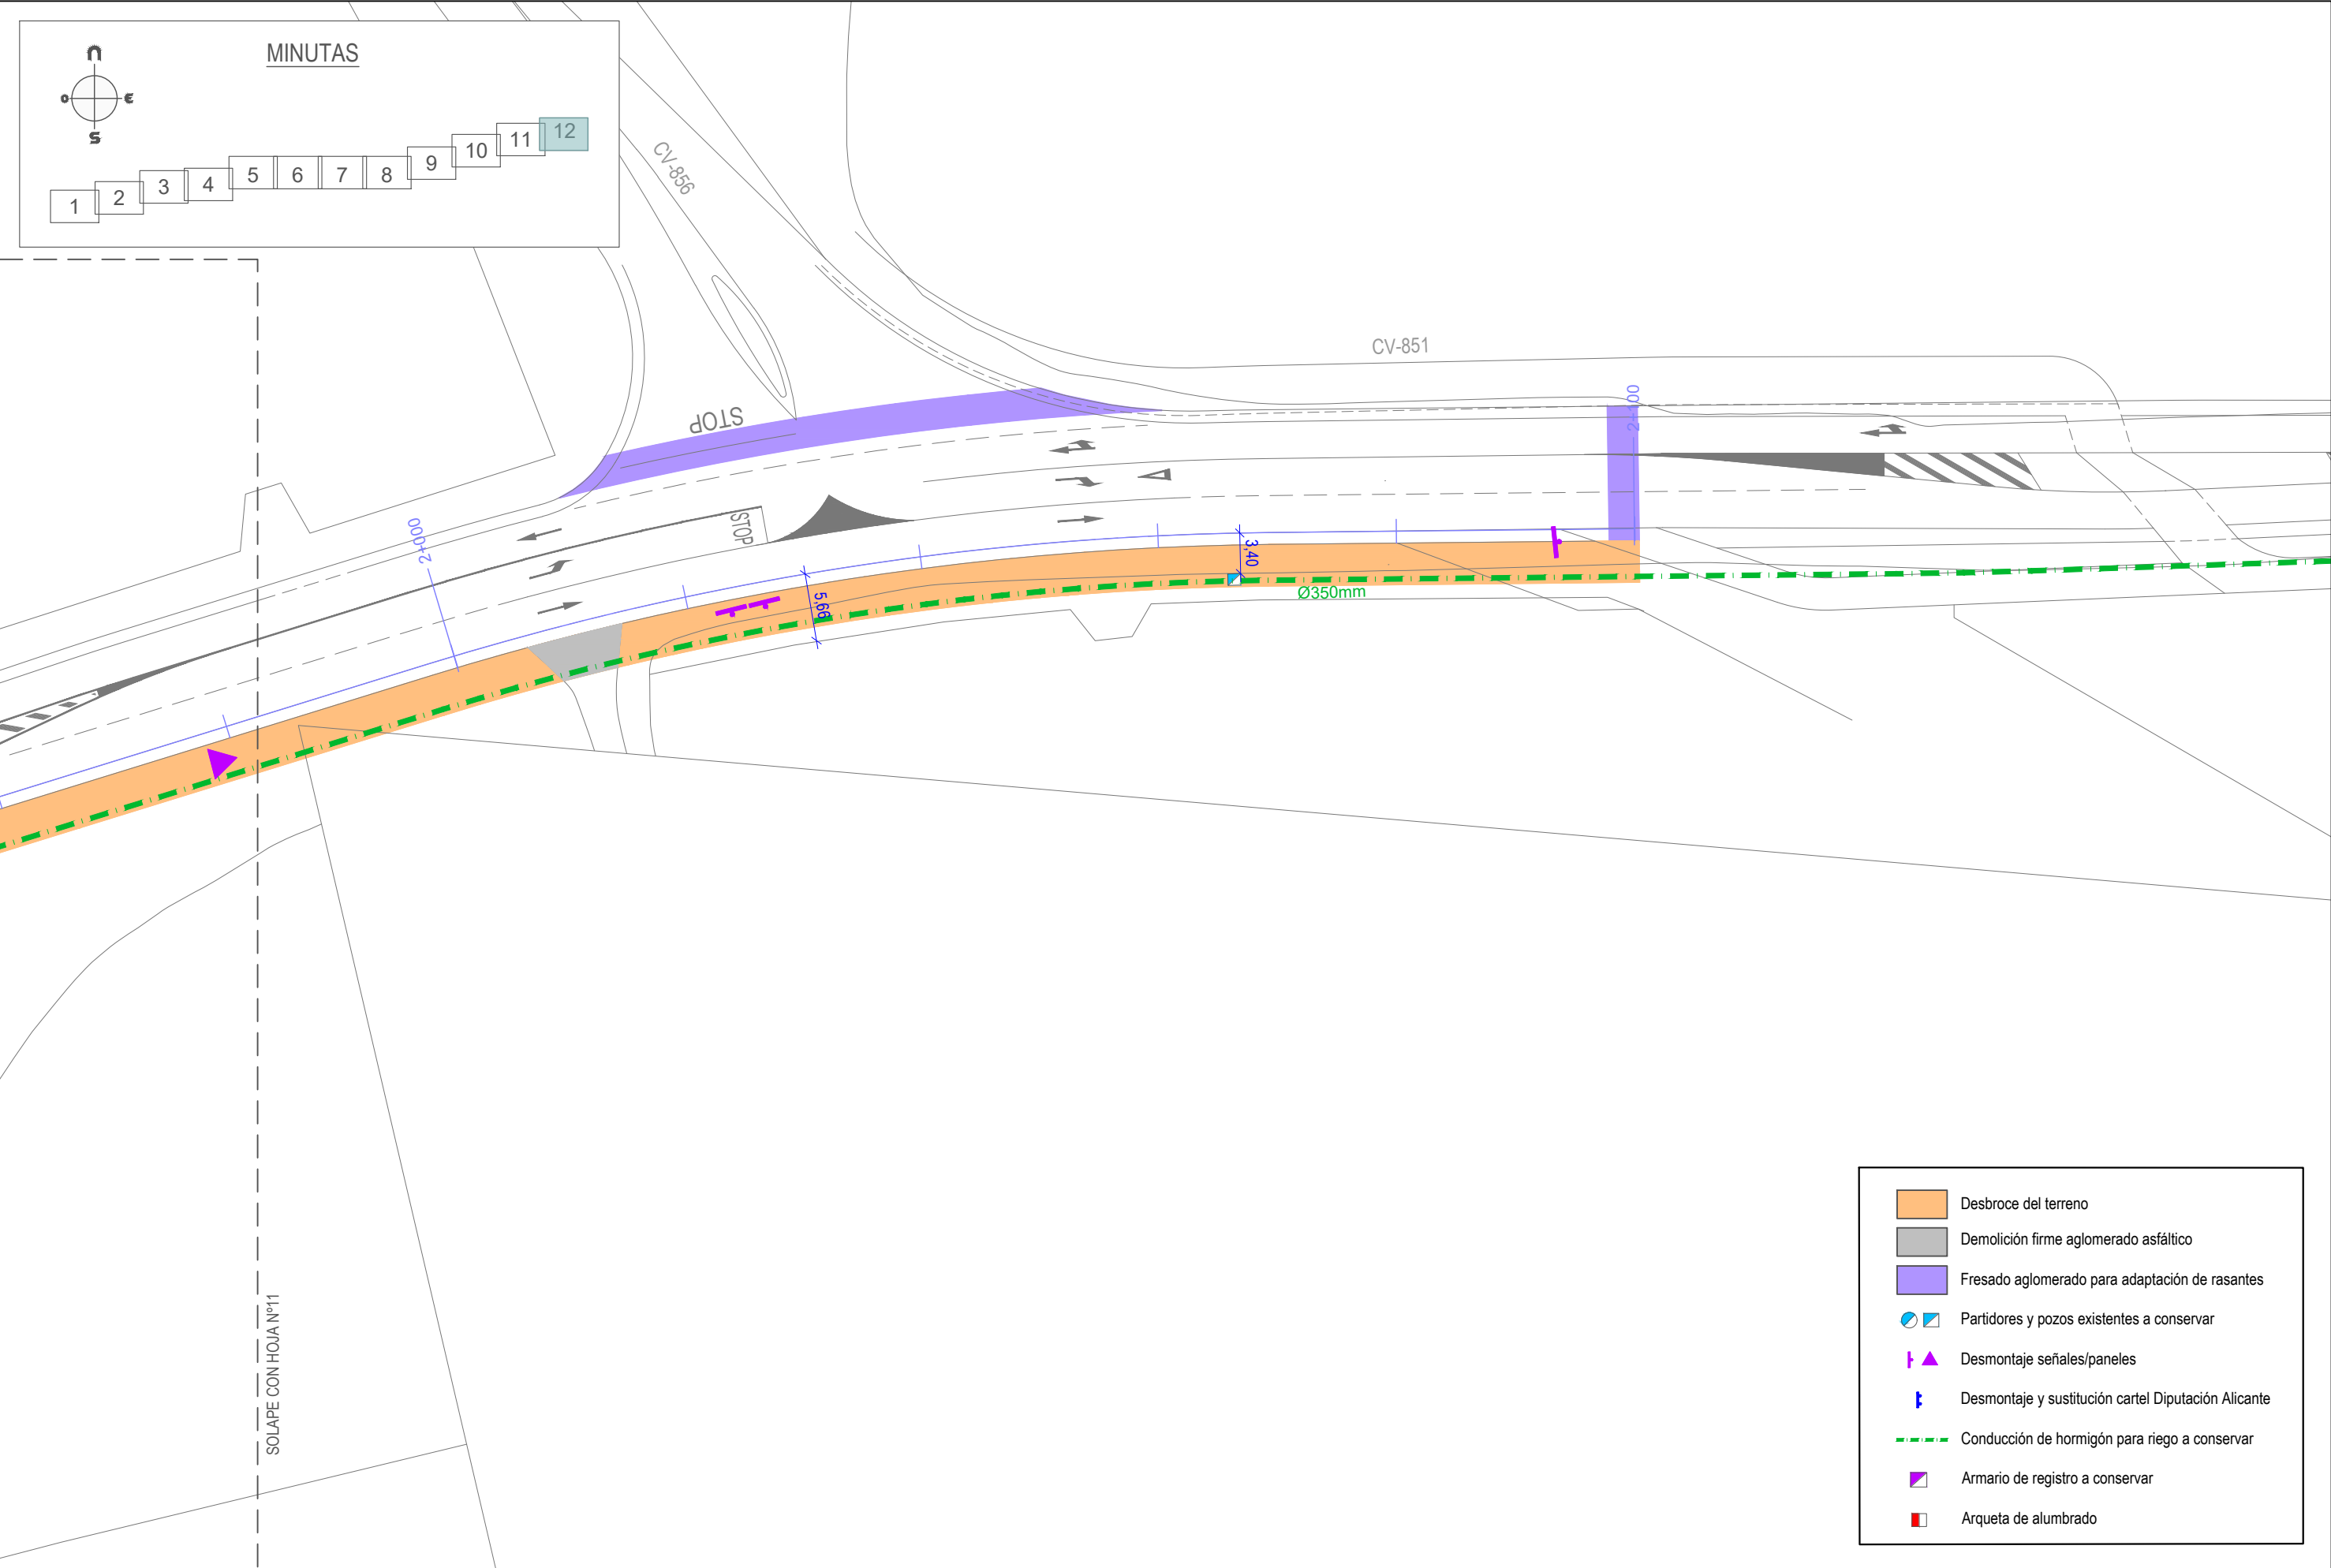 MINUTAS
n
o
E
S
1
2
3
4
5
6
7
8
9
10
11
12
CV-856
CV-851
STOP
2+100
STOP
2+000
3,40
5,66
Ø350mm
SOLAPE CON HOJA Nº11
Desbroce del terreno
Demolición firme aglomerado asfáltico
Fresado aglomerado para adaptación de rasantes
Partidores y pozos existentes a conservar
Desmontaje señales/paneles
Desmontaje y sustitución cartel Diputación Alicante
Conducción de hormigón para riego a conservar
Armario de registro a conservar
Arqueta de alumbrado